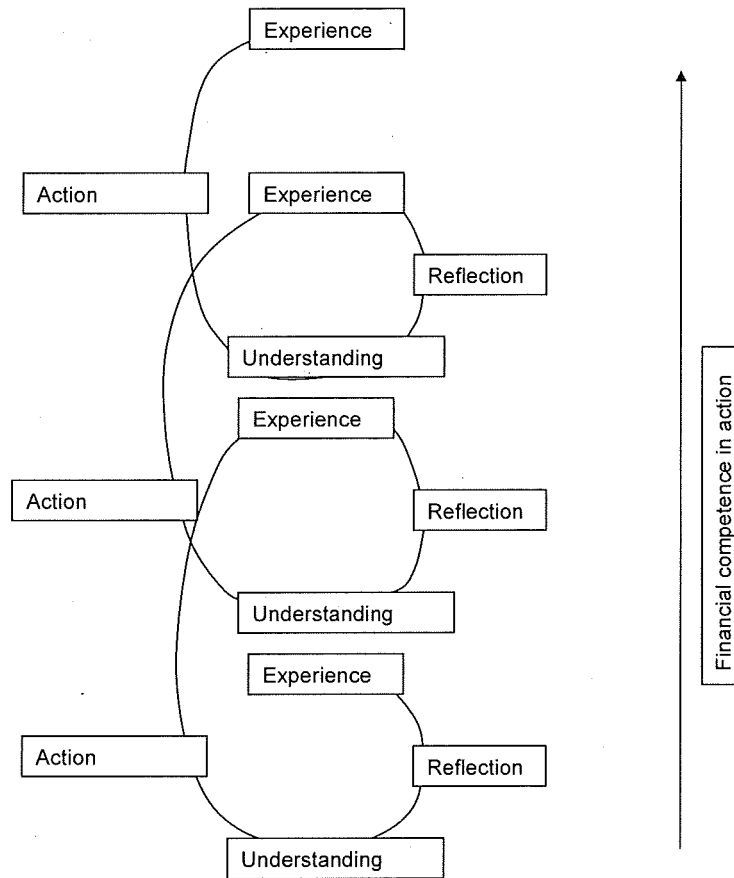 Experience
Action
Experience
Reflection
Understanding
Experience
Action
Reflection
Understanding
Experience
Action
Reflection
Understanding
Financial competence in action